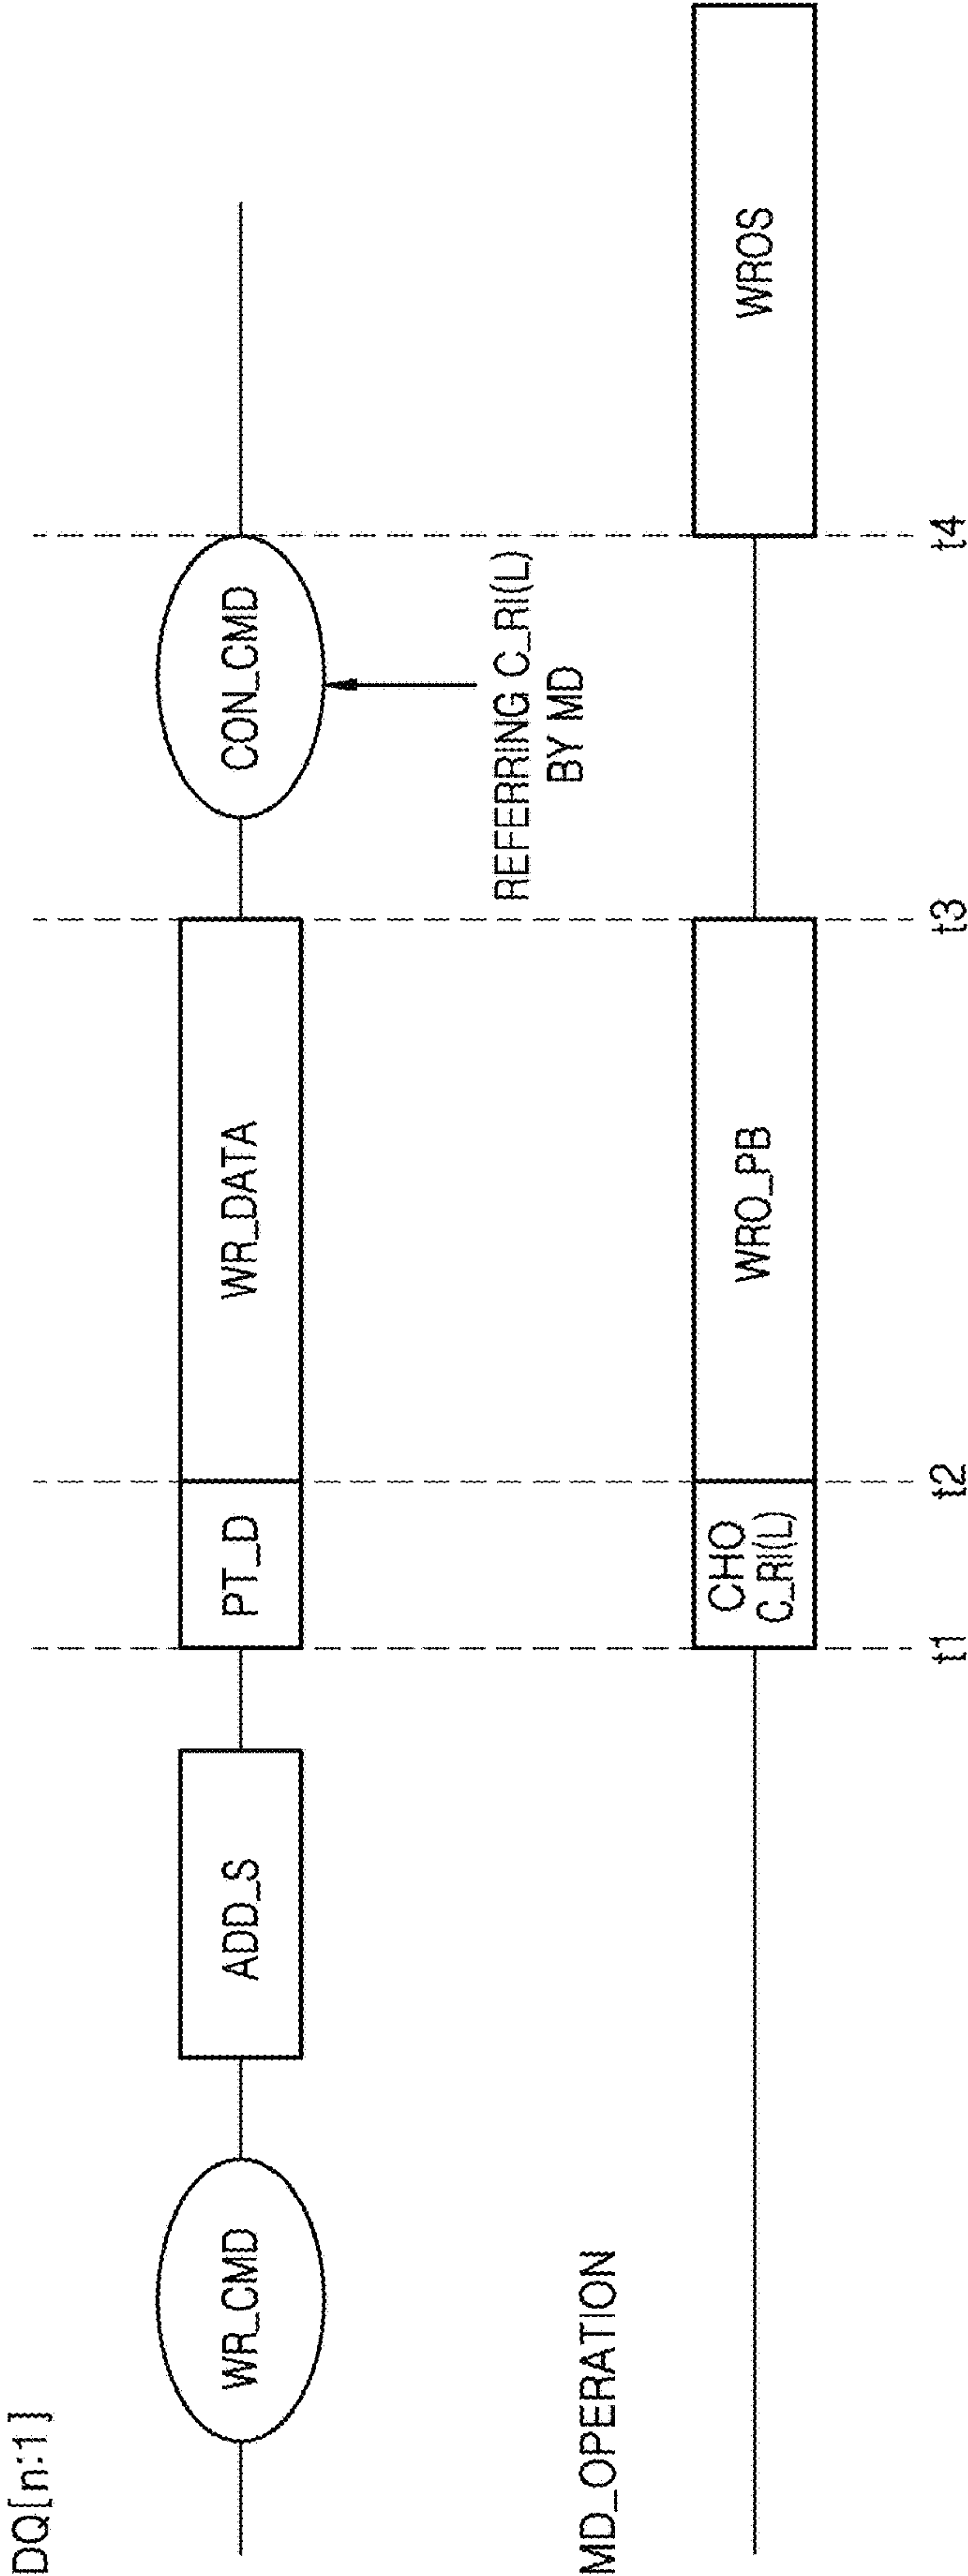 DQ[n:1]
WR_CMD
ADD_S
PT_D
WR_DATA
CON_CMD
REFERRING C_RI(L)
BY MD
MD_OPERATION
CHO
C_RI(L)
WRO_PB
WROS
t1
t2
t3
t4